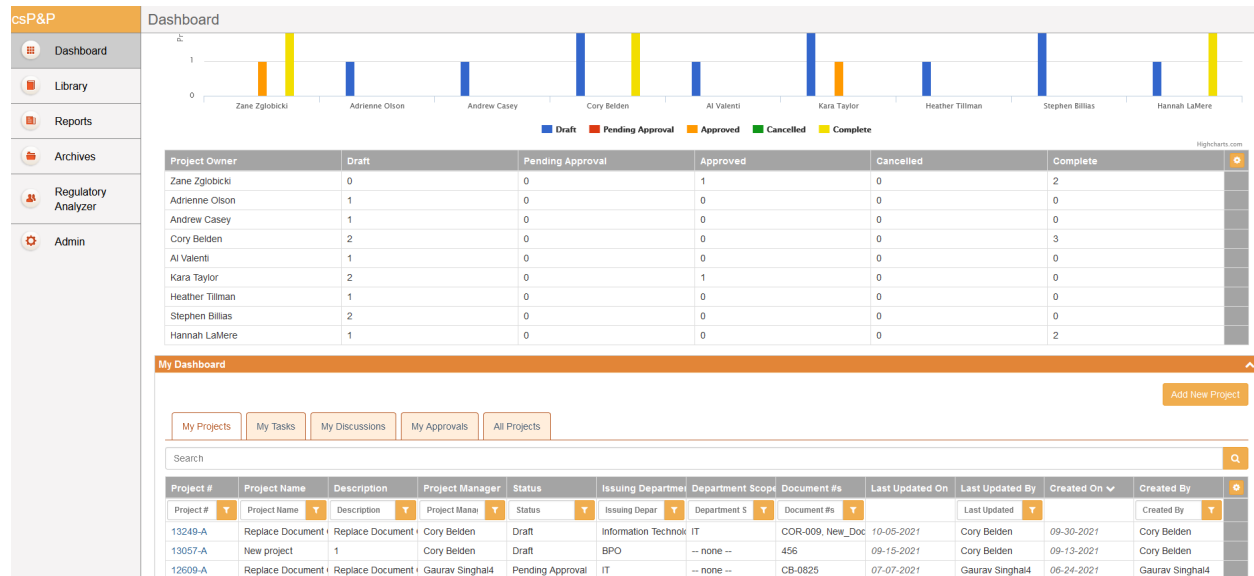 csP&P
Dashboard
Dashboard
Library
Reports
Archives
Regulatory
Analyzer
Admin
1
0
Zane Zglobicki Adrienne Olson Andrew Casey Cory Belden Al Valenti Kara Taylor Heather Tillman Stephen Billias Hannah LaMere
Draft Pending Approval Approved Cancelled Complete
Highcharts.com
Project Owner Draft Pending Approval Approved Cancelled Complete
Zane Zglobicki 0 0 1 0 2
Adrienne Olson 1 0 0 0 0
Andrew Casey 1 0 0 0 0
Cory Belden 2 0 0 0 3
Al Valenti 1 0 0 0 0
Kara Taylor 2 0 1 0 0
Heather Tillman 1 0 0 0 0
Stephen Billias 2 0 0 0 0
Hannah LaMere 1 0 0 0 2
My Dashboard
Add New Project
My Projects My Tasks My Discussions My Approvals All Projects
Search
Project # Project Name Description Project Manager Status Issuing Departmen Department Scope Document #s Last Updated On Last Updated By Created On Created By
Project # Project Name Description Project Mana Status Issuing Depar Department S Document #s Last Updated Created By
13249-A Replace Document Replace Document Cory Belden Draft Information Technolo IT COR-009, New_Doc 10-05-2021 Cory Belden 09-30-2021 Cory Belden
13057-A New project 1 Cory Belden Draft BPO -- none -- 456 09-15-2021 Cory Belden 09-13-2021 Cory Belden
12609-A Replace Document Replace Document Gaurav Singhal4 Pending Approval IT -- none -- CB-0825 07-07-2021 Gaurav Singhal4 06-24-2021 Gaurav Singhal4